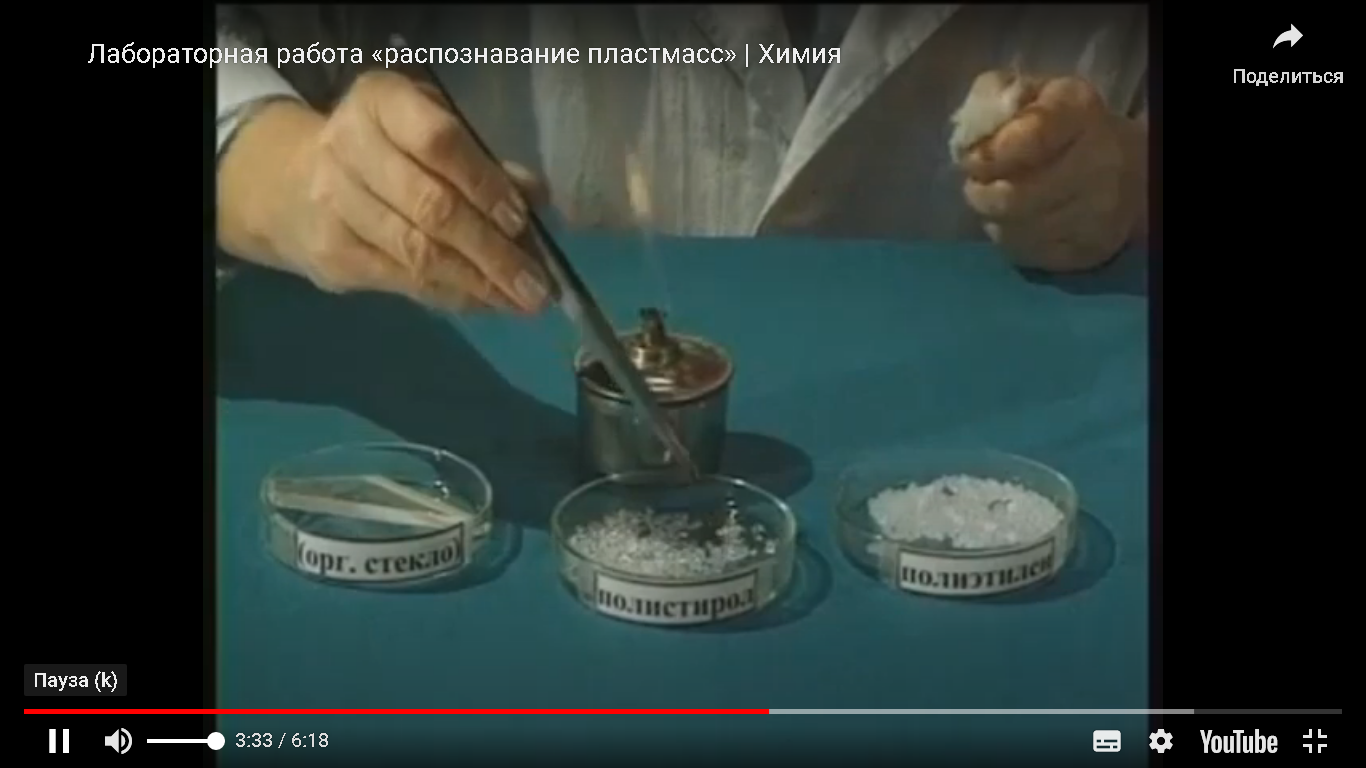 Лабораторная работа «распознавание пластмасс» | Химия
Поделиться
(орг. стекло)
полистирол
полиэтилен
Пауза (k)
3:33 / 6:18
YouTube